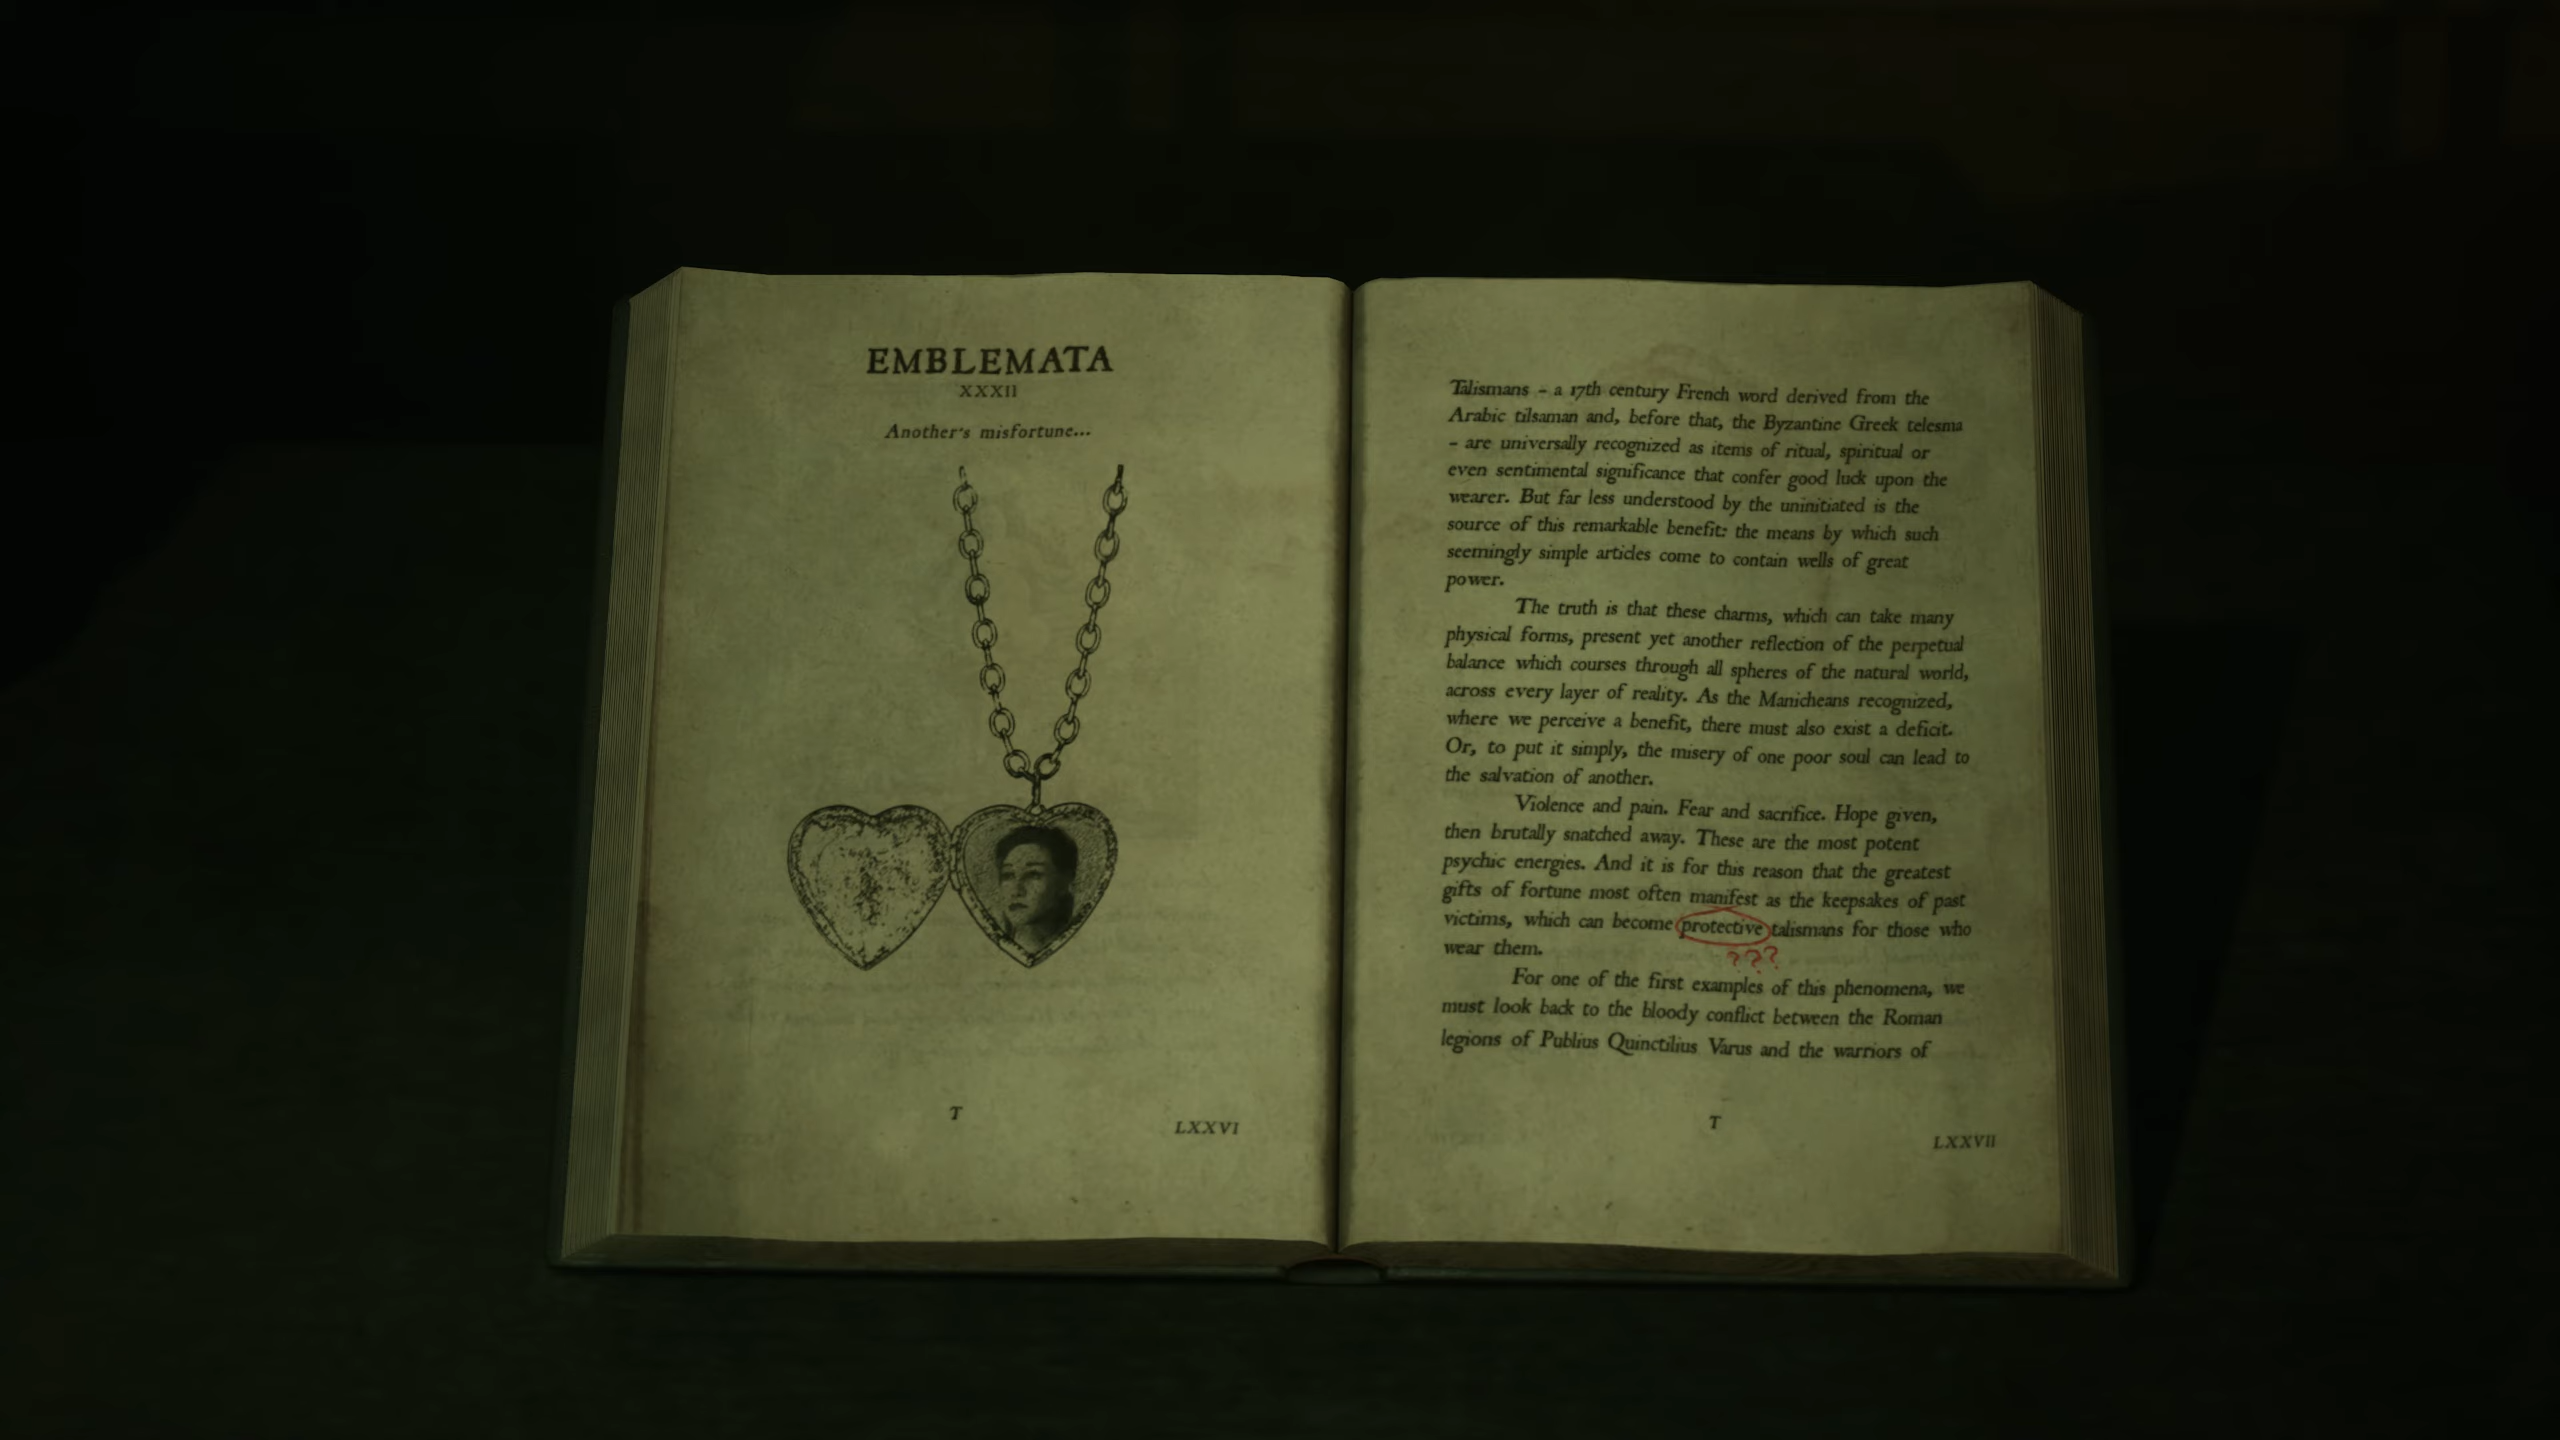 EMBLEMATA
XXXII
Another's misfortune...
T
LXXVI
Talismans - a 17th century French word derived from the
Arabic tilsaman and, before that, the Byzantine Greek telesma
- are universally recognized as items of ritual, spiritual or
even sentimental significance that confer good luck upon the
wearer. But far less understood by the uninitiated is the
source of this remarkable benefit: the means by which such
seemingly simple articles come to contain wells of great
power.
The truth is that these charms, which can take many
physical forms, present yet another reflection of the perpetual
balance which courses through all spheres of the natural world,
across every layer of reality. As the Manicheans recognized,
where we perceive a benefit, there must also exist a deficit.
Or, to put it simply, the misery of one poor soul can lead to
the salvation of another.
Violence and pain. Fear and sacrifice. Hope given,
then brutally snatched away. These are the most potent
psychic energies. And it is for this reason that the greatest
gifts of fortune most often manifest as the keepsakes of past
victims, which can become protective talismans for those who
wear them.
???
For one of the first examples of this phenomena, we
must look back to the bloody conflict between the Roman
legions of Publius Quinctilius Varus and the warriors of
T
LXXVII